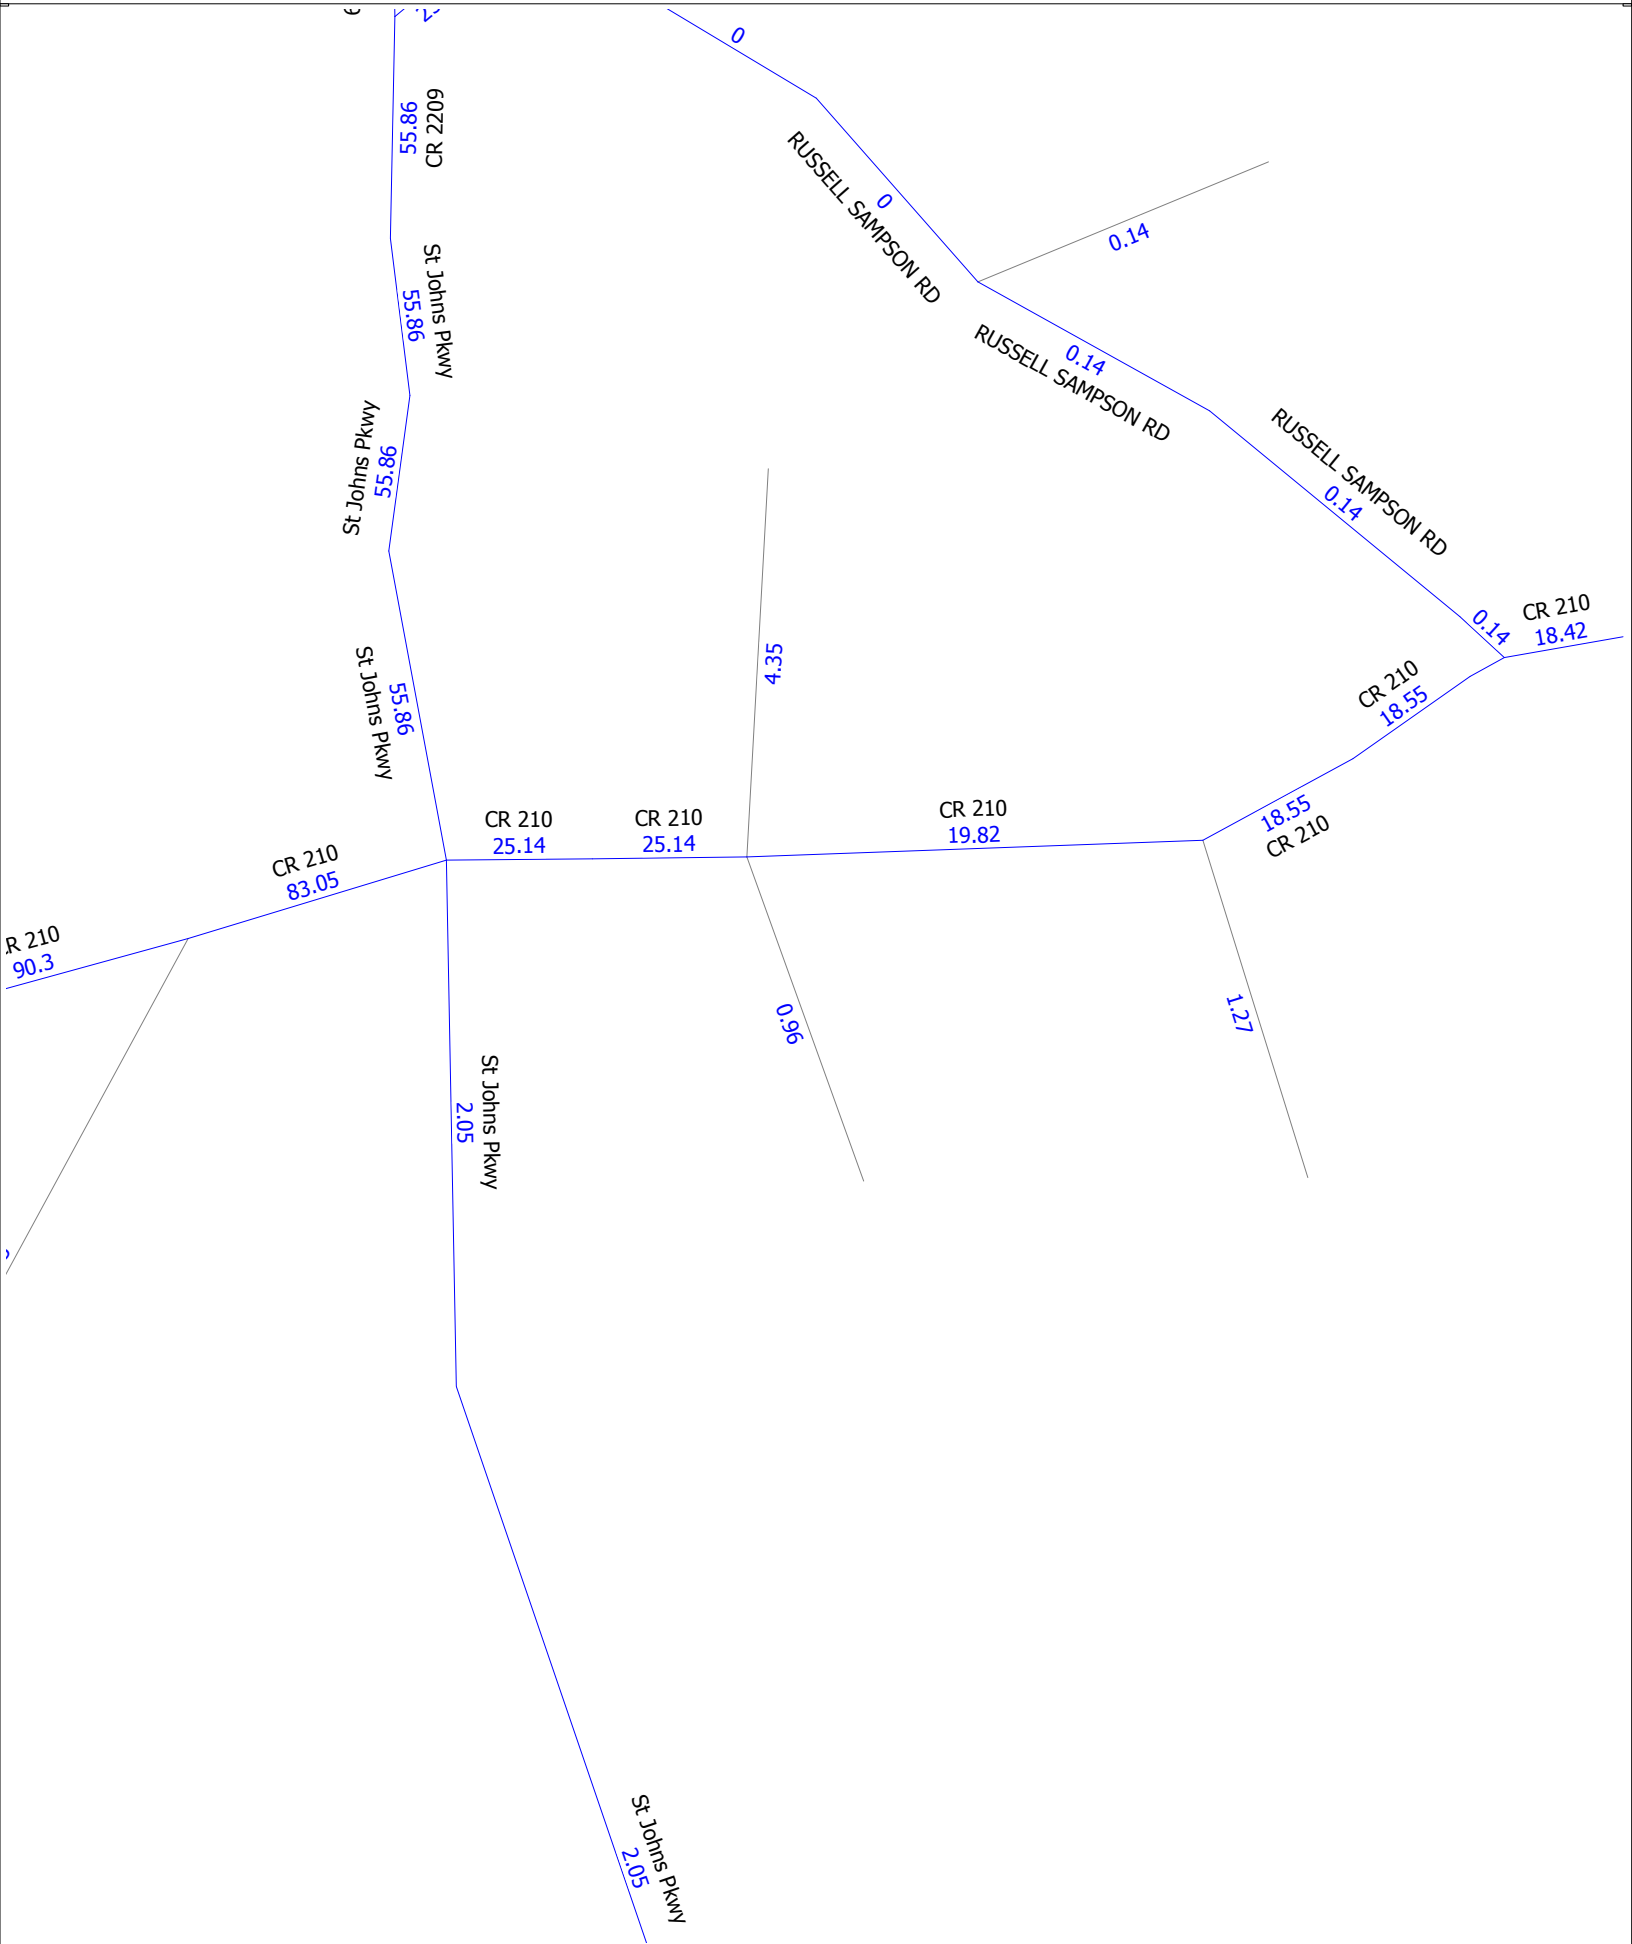 0
55.86
CR 2209
RUSSELL SAMPSON RD
0
0.14
St Johns Pkwy
55.86
RUSSELL SAMPSON RD
0.14
St Johns Pkwy
55.86
RUSSELL SAMPSON RD
0.14
0.14
CR 210
18.42
4.35
CR 210
18.55
St Johns Pkwy
55.86
CR 210
25.14
CR 210
25.14
CR 210
19.82
18.55
CR 210
CR 210
83.05
R 210
90.3
0.96
1.27
St Johns Pkwy
2.05
St Johns Pkwy
2.05